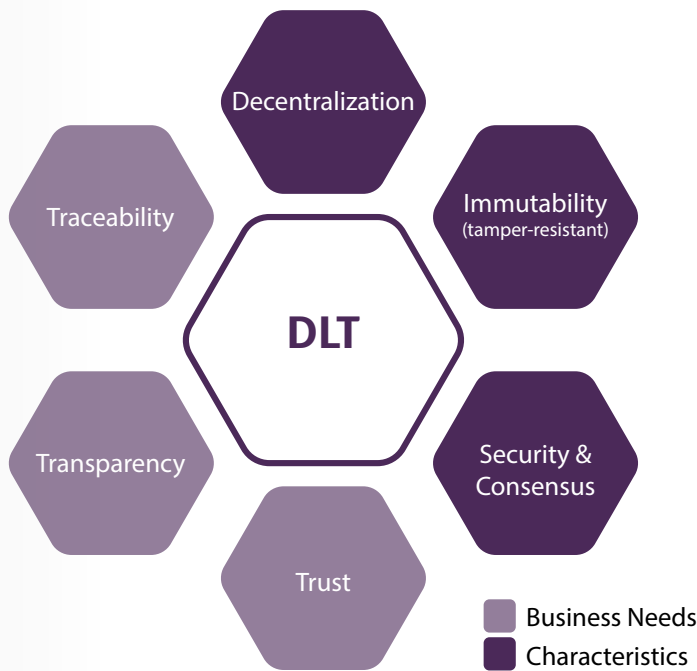 Decentralization
Traceability
Immutability
(tamper-resistant)
DLT
Transparency
Security &
Consensus
Trust
Business Needs
Characteristics